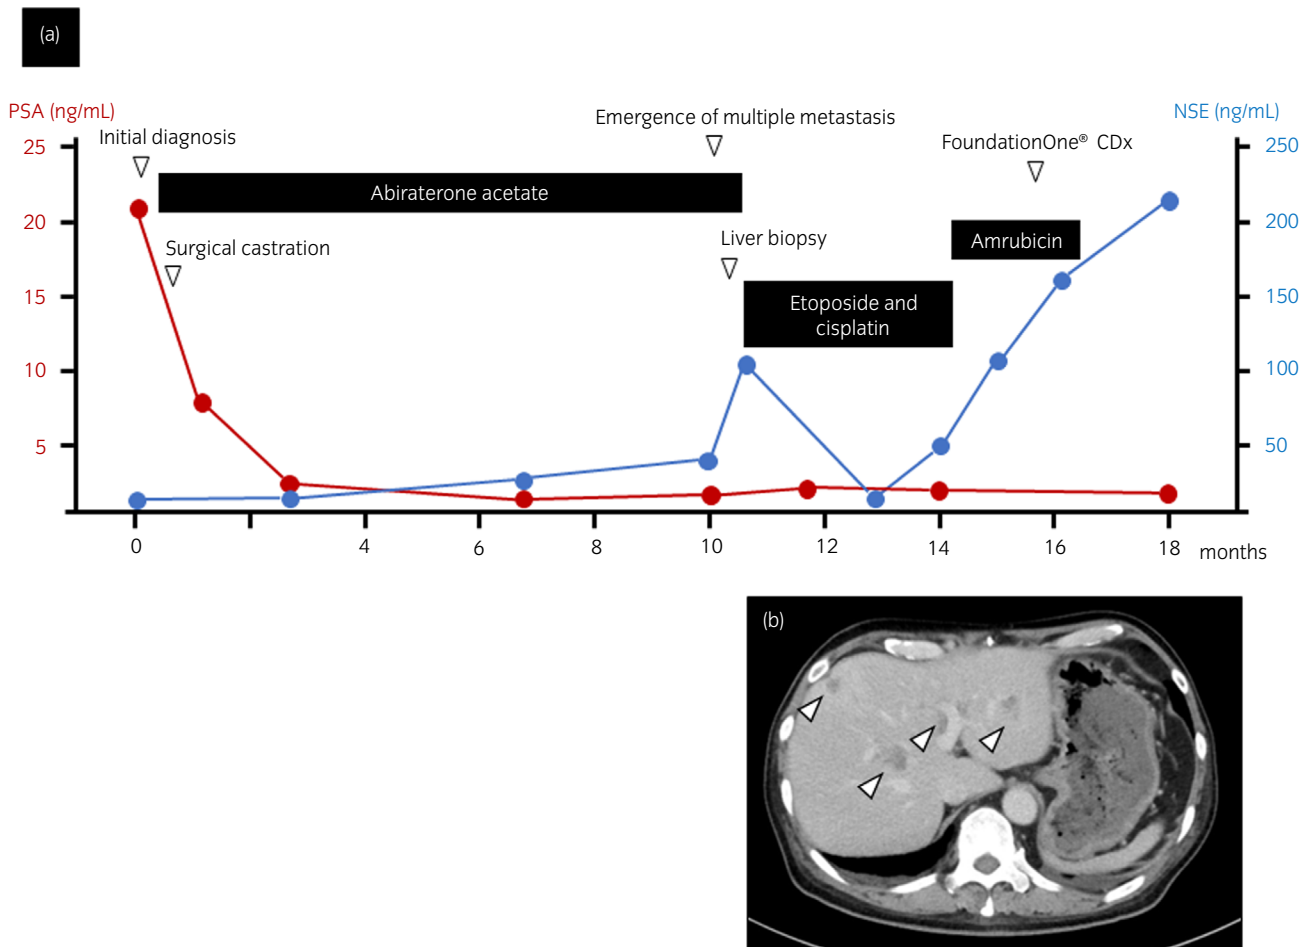 (a)
PSA (ng/mL)
NSE (ng/mL)
Initial diagnosis
Emergence of multiple metastasis
FoundationOne® CDx
Abiraterone acetate
Surgical castration
Liver biopsy
Amrubicin
Etoposide and
cisplatin
25
20
15
10
5
250
200
150
100
50
0
4
6
8
10
12
14
16
18
months
(b)